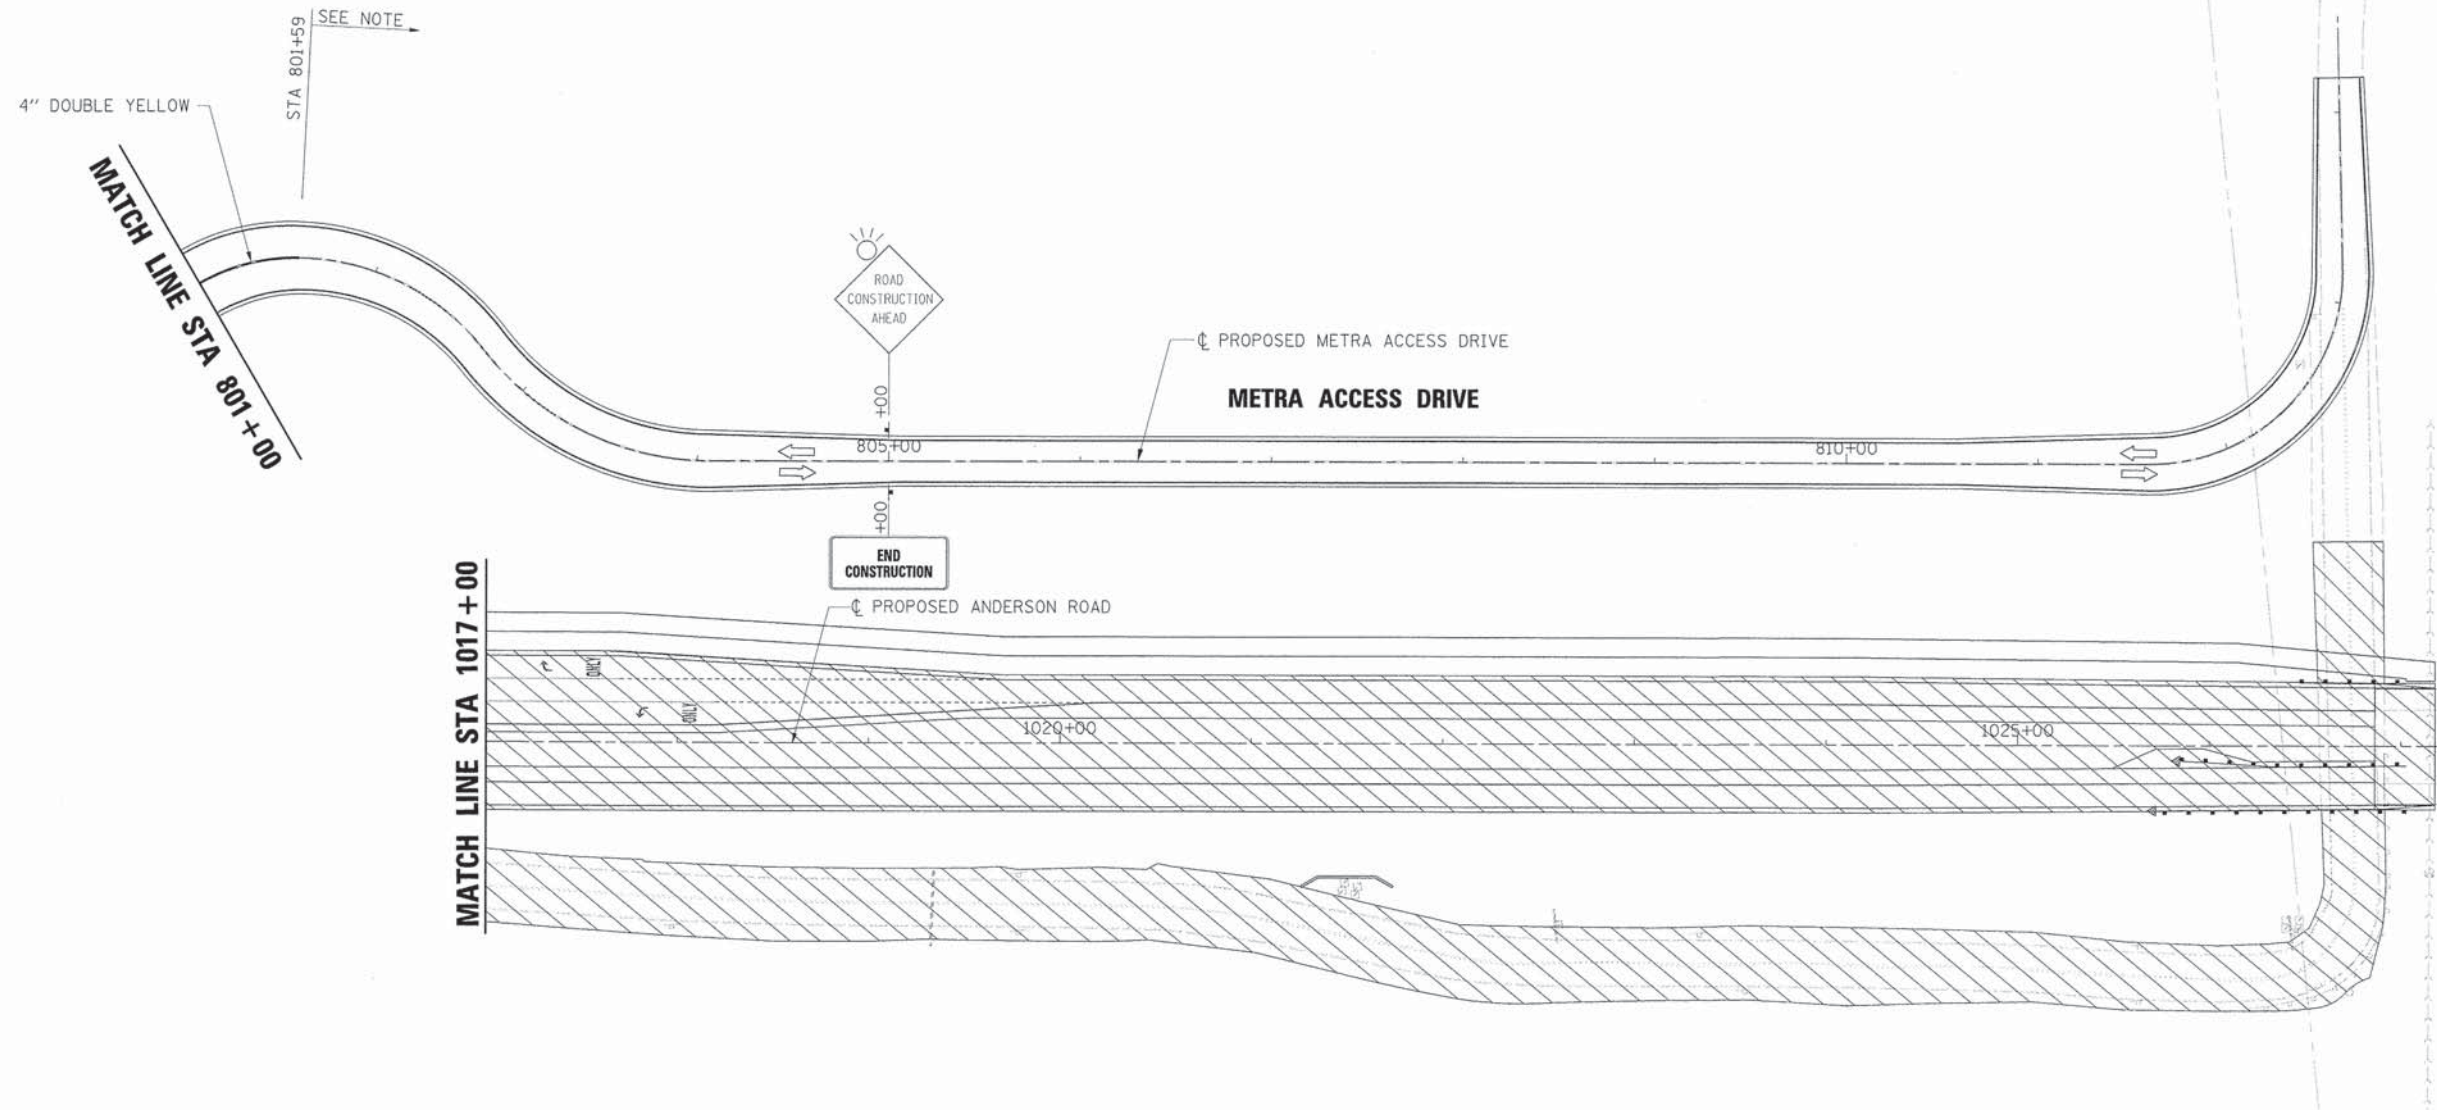 STA 801+59
SEE NOTE
4" DOUBLE YELLOW
MATCH LINE STA 801+00
ROAD
CONSTRUCTION
AHEAD
+00
℄ PROPOSED METRA ACCESS DRIVE
METRA ACCESS DRIVE
805+00
810+00
+00
END
CONSTRUCTION
℄ PROPOSED ANDERSON ROAD
MATCH LINE STA 1017+00
ONLY
ONLY
1020+00
1025+00